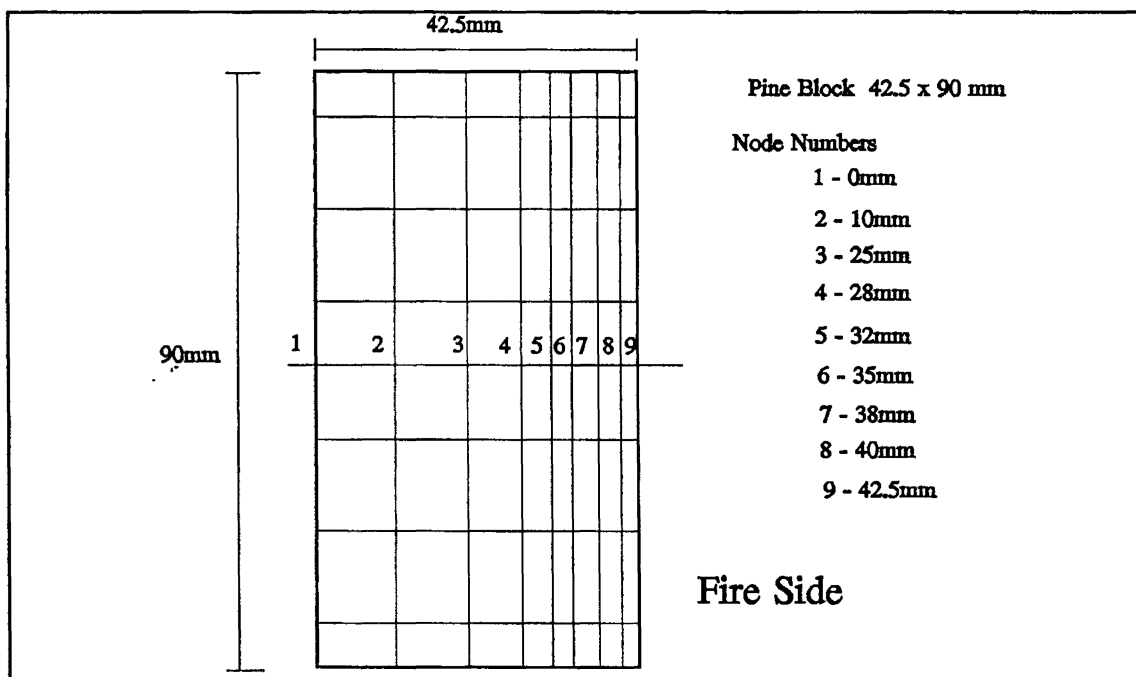 42.5mm
Pine Block 42.5 x 90 mm
Node Numbers
1 - 0mm
2 - 10mm
3 - 25mm
4 - 28mm
5 - 32mm
6 - 35mm
7 - 38mm
8 - 40mm
9 - 42.5mm
1 2 3 4 5 6 7 8 9
90mm
Fire Side